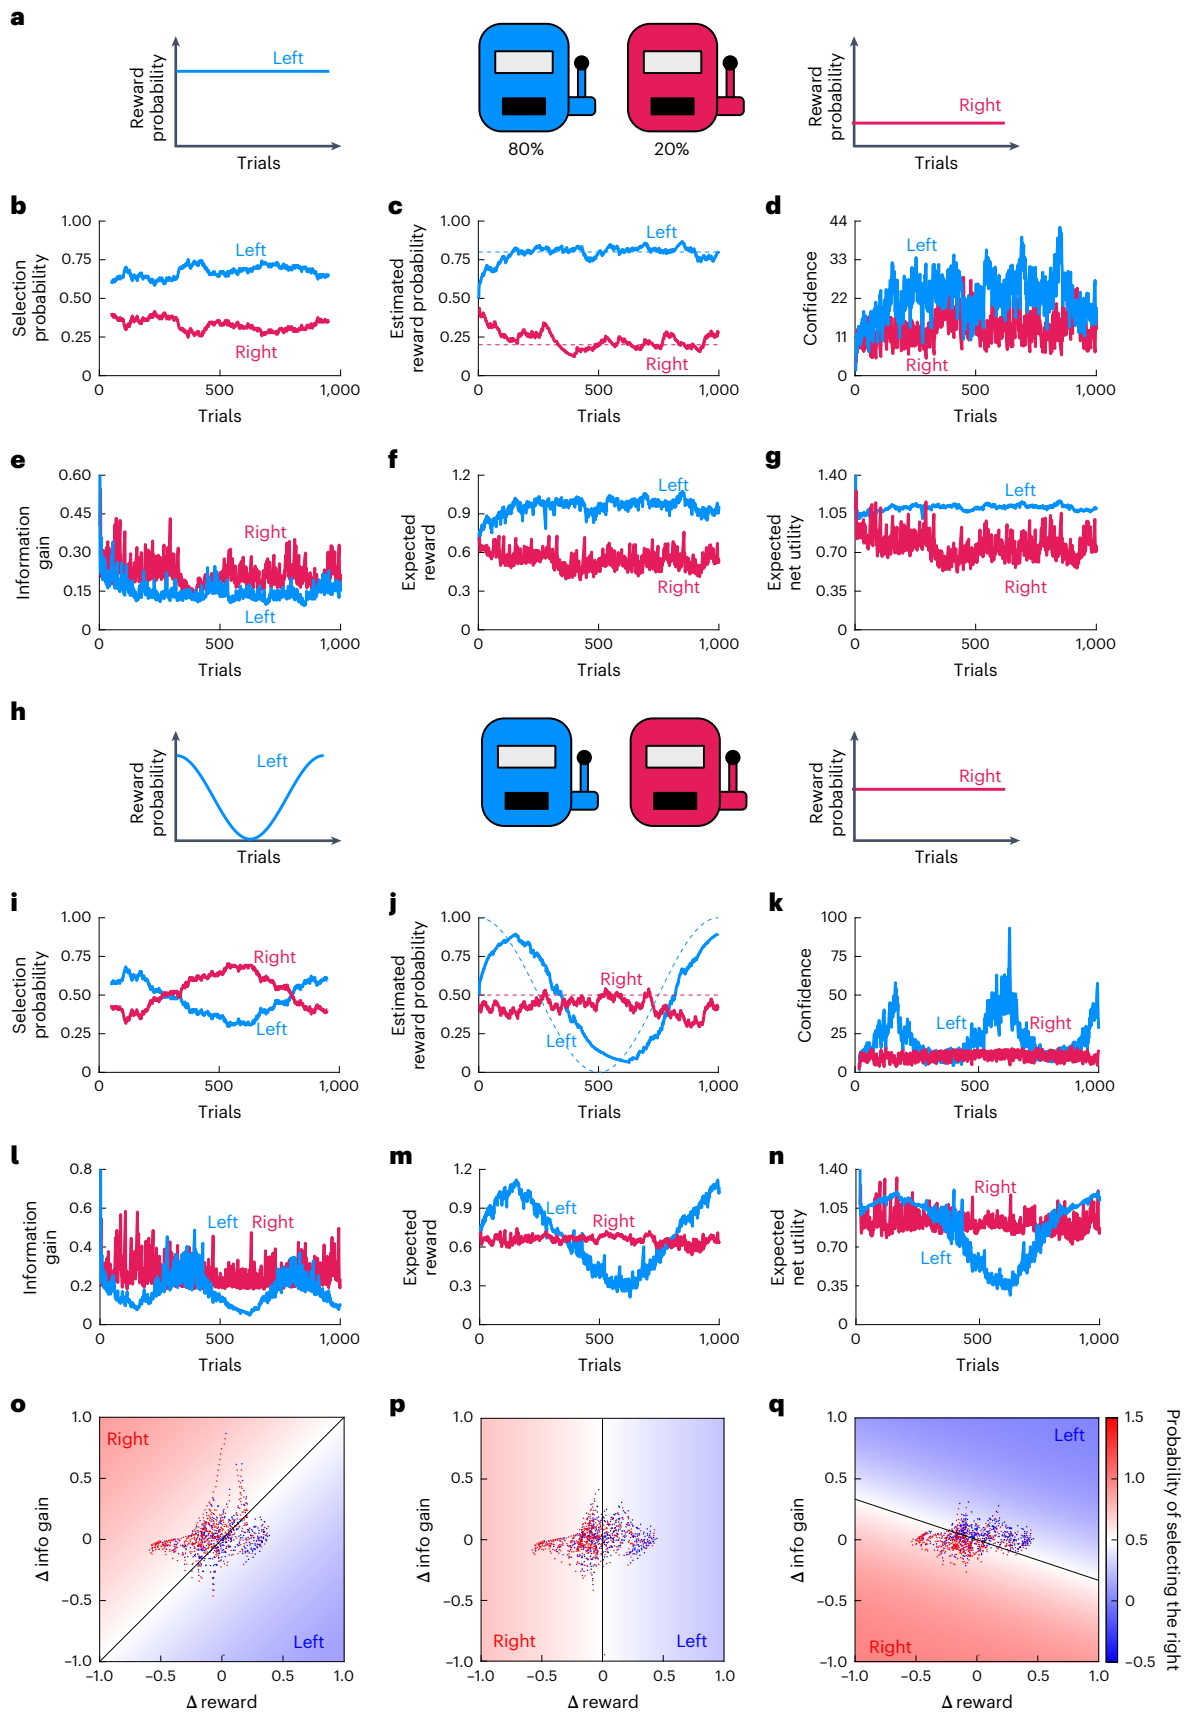 a
Reward
probability
Left
Trials
80%
20%
Reward
probability
Right
Trials
b
Selection
probability
1.00
0.75
0.50
0.25
0
Left
Right
0
500
1,000
Trials
c
Estimated
reward probability
1.00
0.75
0.50
0.25
0
Left
Right
0
500
1,000
Trials
d
Confidence
44
33
22
11
0
Left
Right
0
500
1,000
Trials
e
Information
gain
0.60
0.45
0.30
0.15
0
Right
Left
0
500
1,000
Trials
f
Expected
reward
1.2
0.9
0.6
0.3
0
Left
Right
0
500
1,000
Trials
g
Expected
net utility
1.40
1.05
0.70
0.35
0
Left
Right
0
500
1,000
Trials
h
Reward
probability
Left
Trials
Reward
probability
Right
Trials
i
Selection
probability
1.00
0.75
0.50
0.25
0
Right
Left
0
500
1,000
Trials
j
Estimated
reward probability
1.00
0.75
0.50
0.25
0
Right
Left
0
500
1,000
Trials
k
Confidence
100
75
50
25
0
Left
Right
0
500
1,000
Trials
l
Information
gain
0.8
0.6
0.4
0.2
0
Left
Right
0
500
1,000
Trials
m
Expected
reward
1.2
0.9
0.6
0.3
0
Left
Right
0
500
1,000
Trials
n
Expected
net utility
1.40
1.05
0.70
0.35
0
Right
Left
0
500
1,000
Trials
o
Δ info gain
1.0
0.5
0
−0.5
−1.0
Right
Left
−1.0
−0.5
0
0.5
1.0
Δ reward
p
Δ info gain
1.0
0.5
0
−0.5
−1.0
Right
Left
−1.0
−0.5
0
0.5
1.0
Δ reward
q
Δ info gain
1.0
0.5
0
−0.5
−1.0
Left
Right
−1.0
−0.5
0
0.5
1.0
Δ reward
1.5
1.0
0.5
0
−0.5
Probability of selecting the right